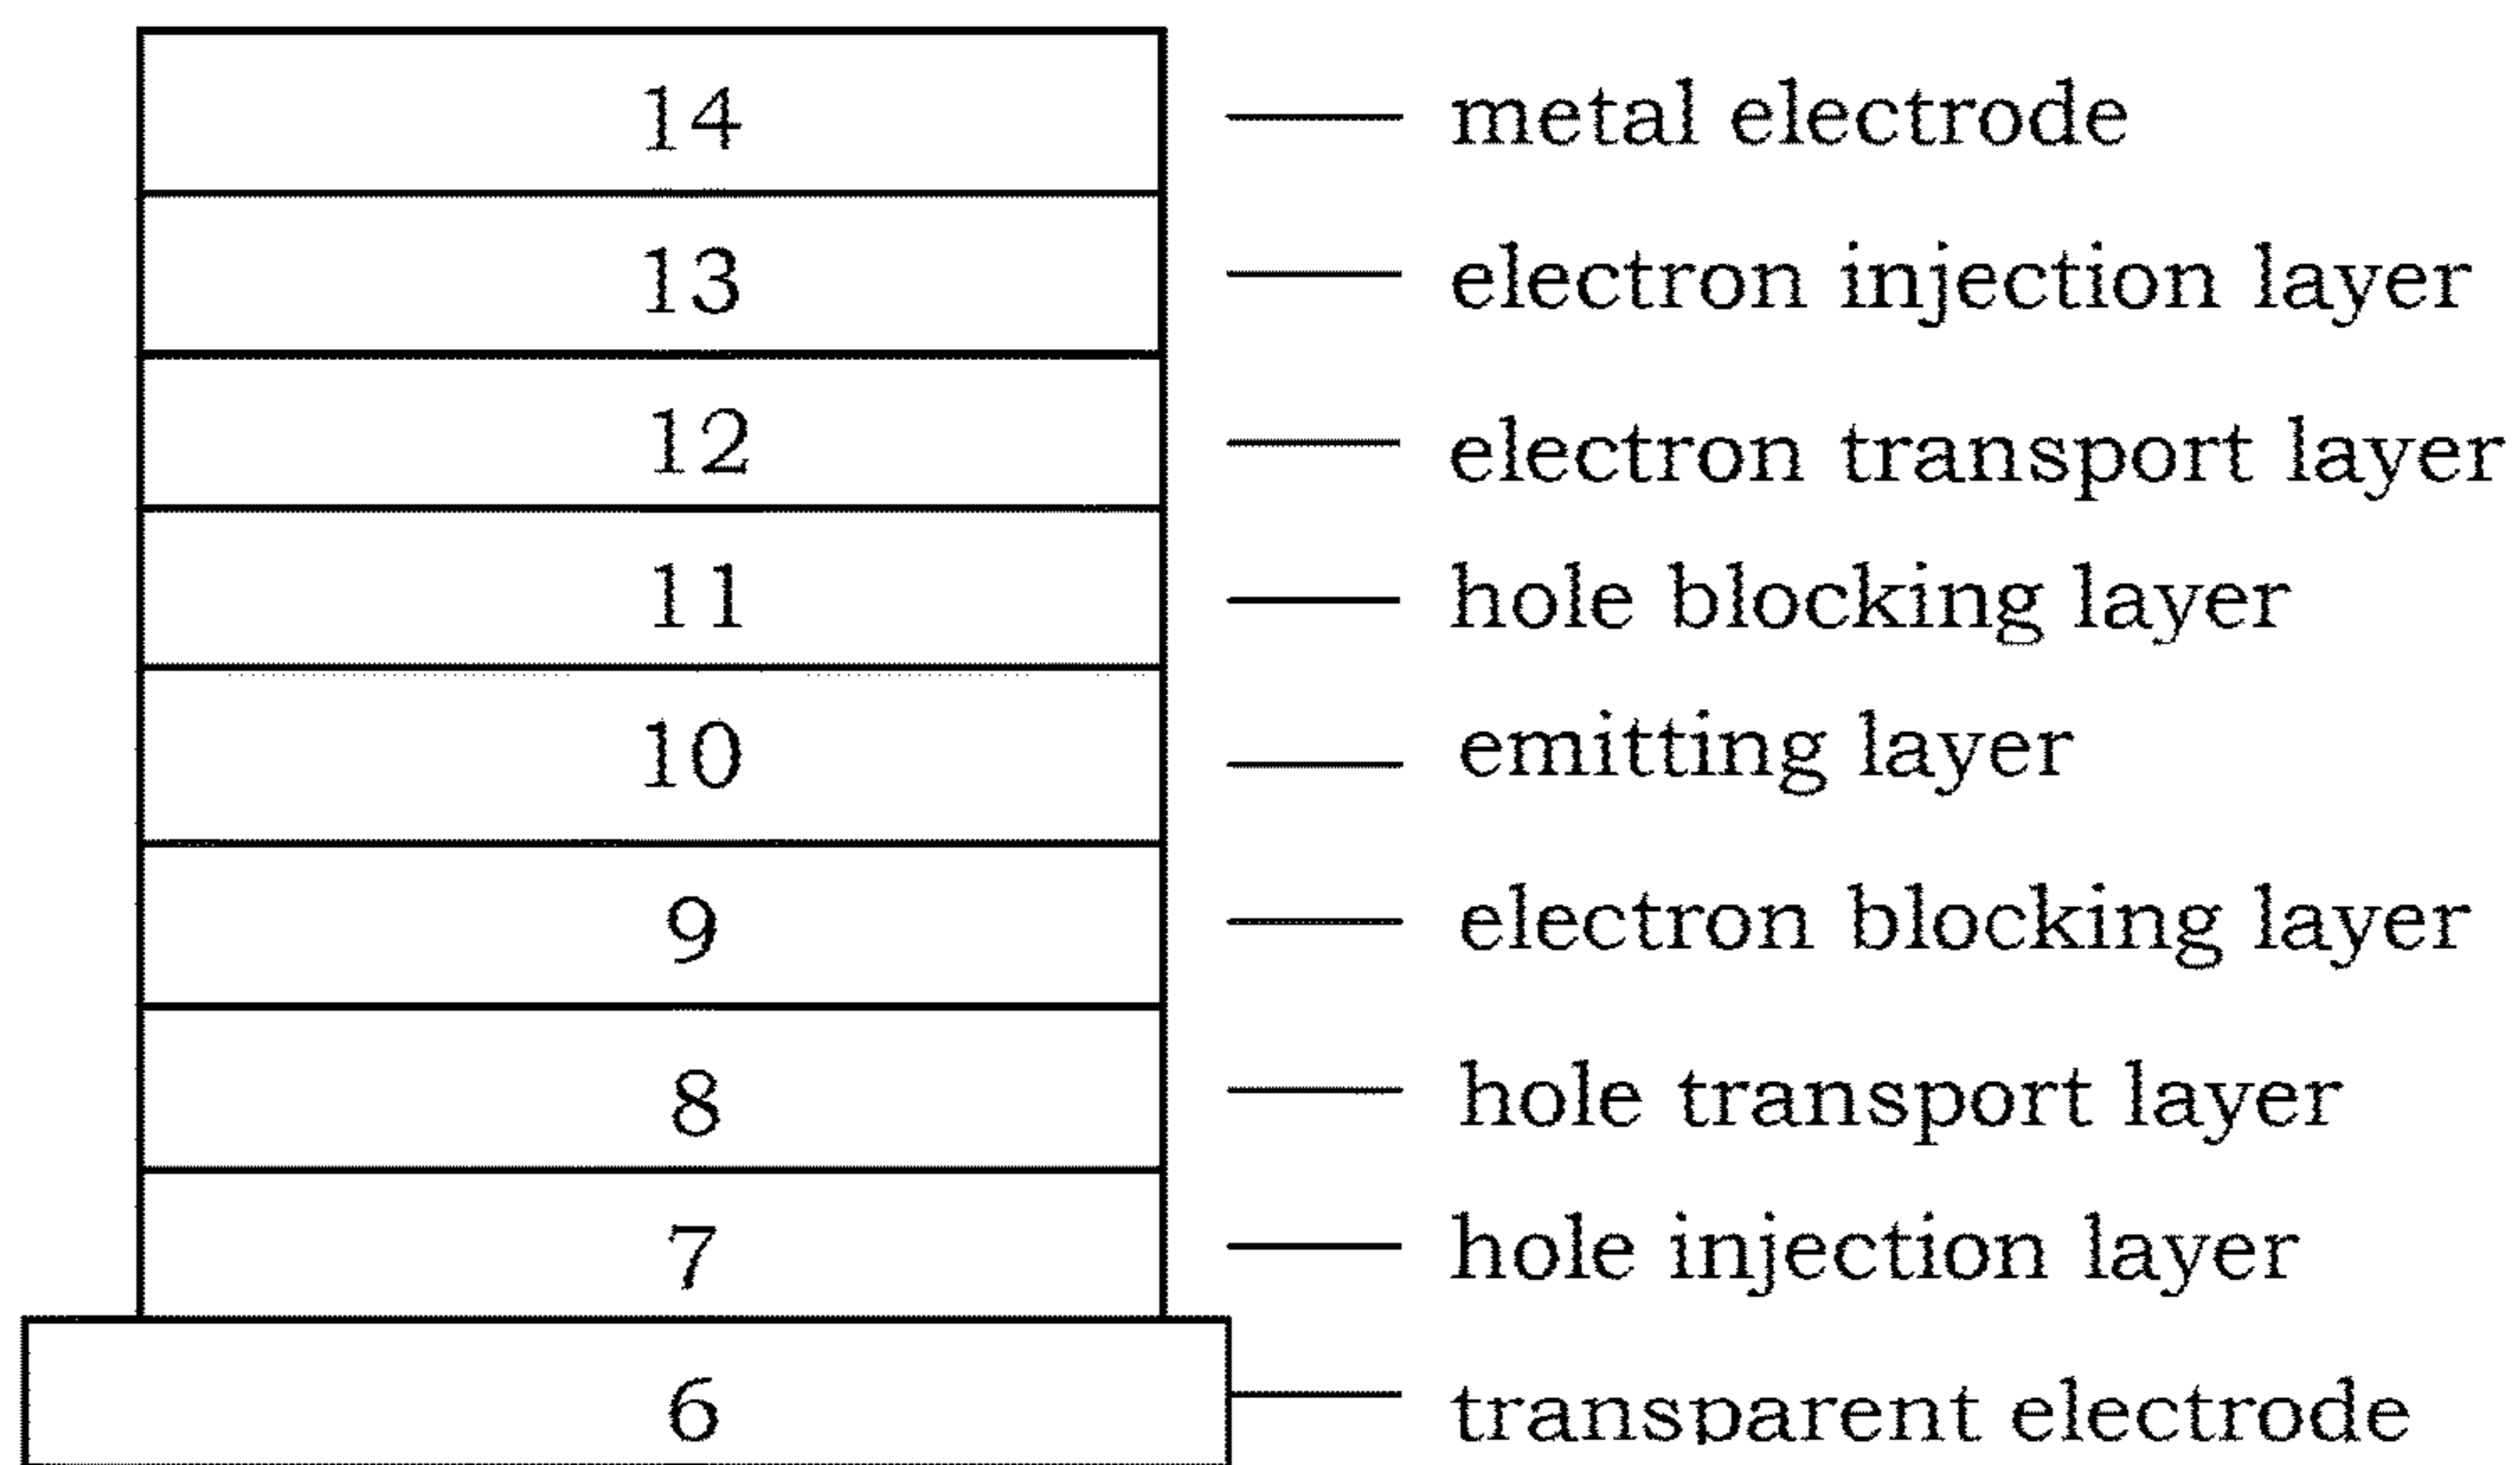 14 metal electrode
13 electron injection layer
12 electron transport layer
11 hole blocking layer
10 emitting layer
9 electron blocking layer
8 hole transport layer
7 hole injection layer
6 transparent electrode